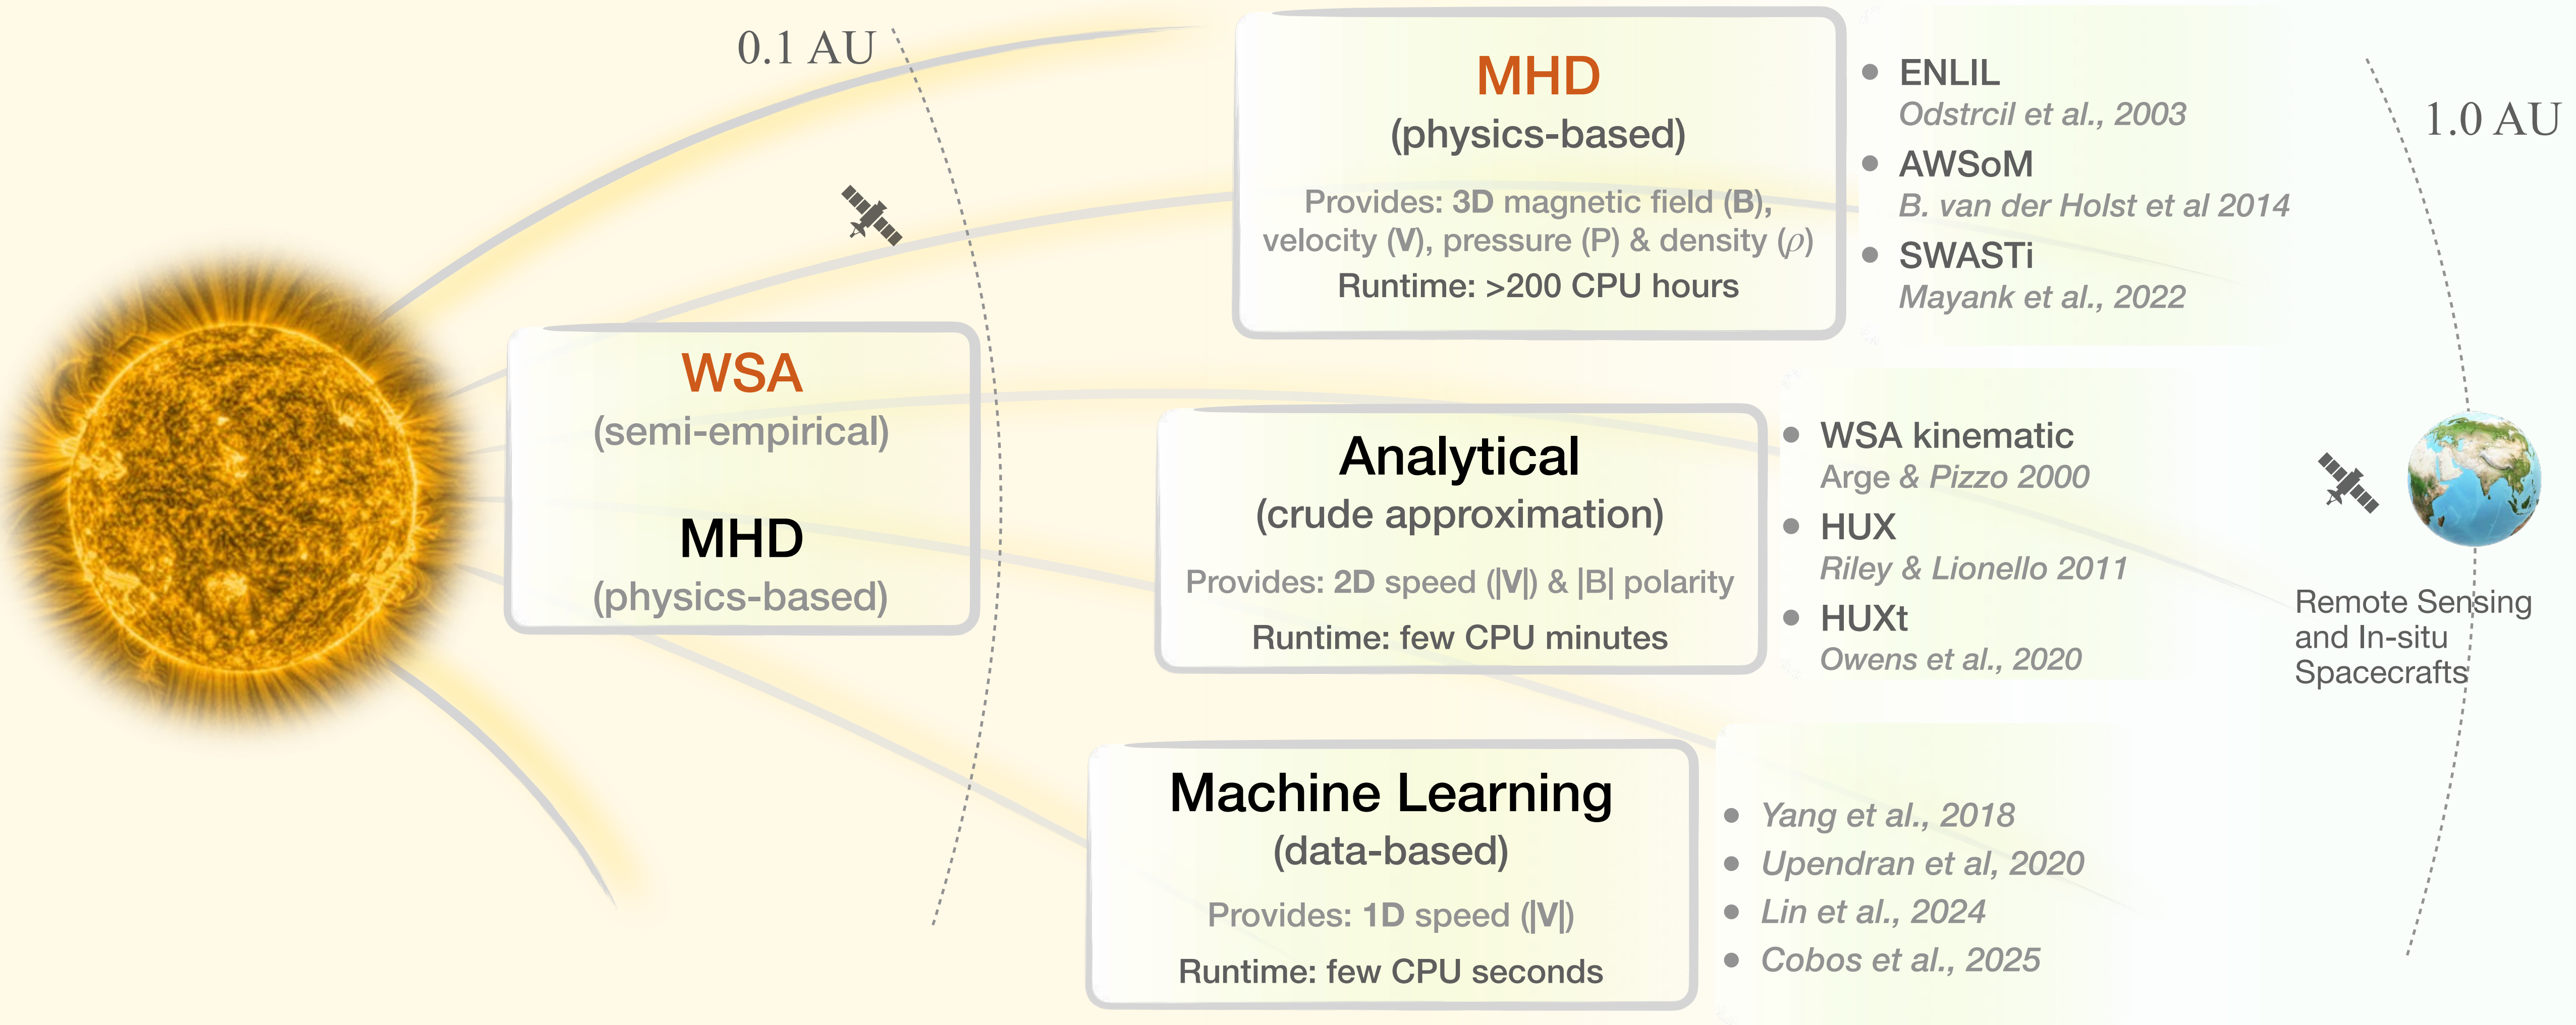 0.1 AU
WSA
(semi-empirical)
MHD
(physics-based)
MHD
(physics-based)
Provides: 3D magnetic field (B),
velocity (V), pressure (P) & density (ρ)
Runtime: >200 CPU hours
• ENLIL
Odstrcil et al., 2003
• AWSoM
B. van der Holst et al 2014
• SWASTi
Mayank et al., 2022
Analytical
(crude approximation)
Provides: 2D speed (|V|) & |B| polarity
Runtime: few CPU minutes
• WSA kinematic
Arge & Pizzo 2000
• HUX
Riley & Lionello 2011
• HUXt
Owens et al., 2020
Machine Learning
(data-based)
Provides: 1D speed (|V|)
Runtime: few CPU seconds
• Yang et al., 2018
• Upendran et al, 2020
• Lin et al., 2024
• Cobos et al., 2025
1.0 AU
Remote Sensing
and In-situ
Spacecrafts